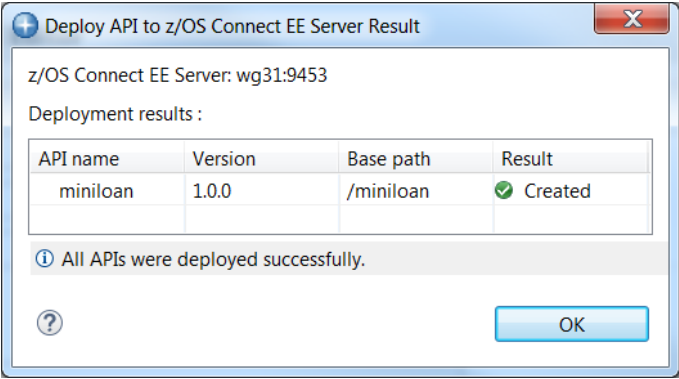 Deploy API to z/OS Connect EE Server Result
z/OS Connect EE Server: wg31:9453
Deployment results :
API name Version Base path Result
miniloan 1.0.0 /miniloan Created
All APIs were deployed successfully.
OK